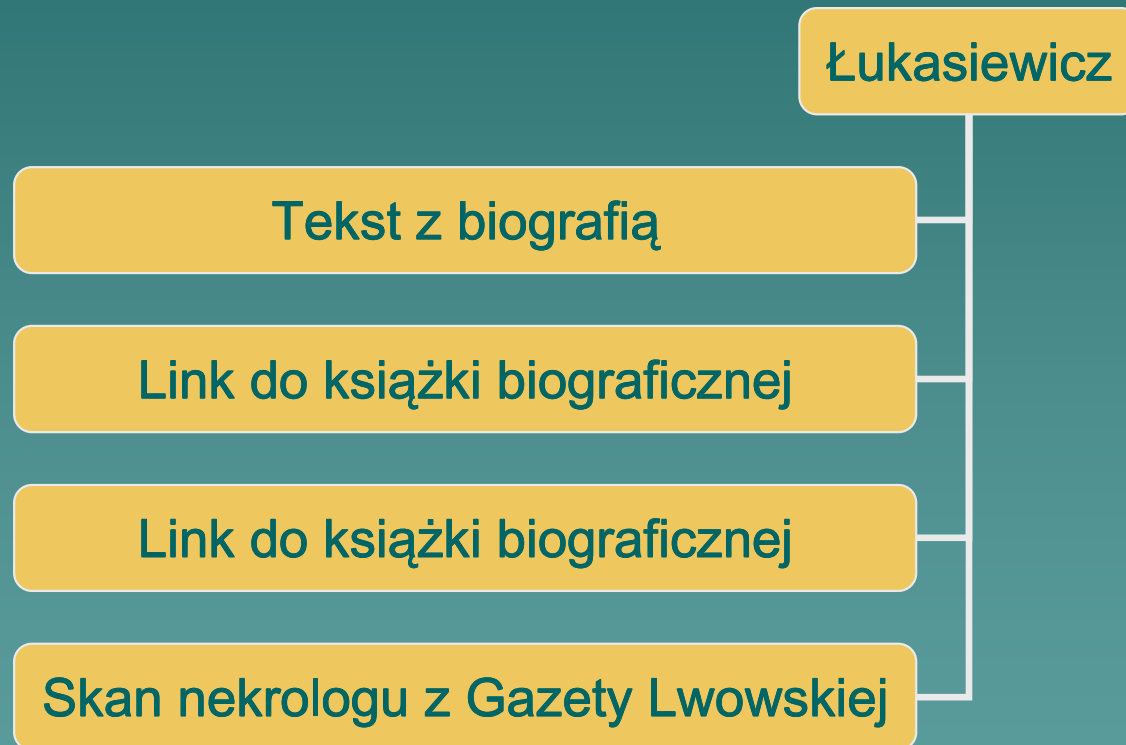 Łukasiewicz
Tekst z biografią
Link do książki biograficznej
Link do książki biograficznej
Skan nekrologu z Gazety Lwowskiej